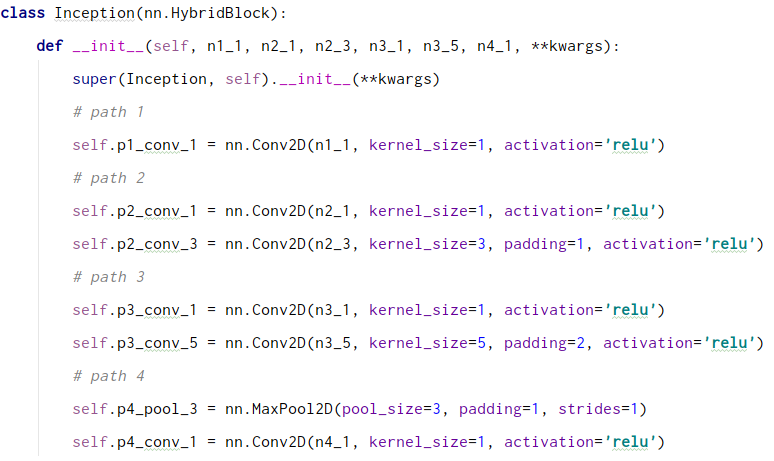 class Inception(nn.HybridBlock):
def __init__(self, n1_1, n2_1, n2_3, n3_1, n3_5, n4_1, **kwargs):
super(Inception, self).__init__(**kwargs)
# path 1
self.p1_conv_1 = nn.Conv2D(n1_1, kernel_size=1, activation='relu')
# path 2
self.p2_conv_1 = nn.Conv2D(n2_1, kernel_size=1, activation='relu')
self.p2_conv_3 = nn.Conv2D(n2_3, kernel_size=3, padding=1, activation='relu')
# path 3
self.p3_conv_1 = nn.Conv2D(n3_1, kernel_size=1, activation='relu')
self.p3_conv_5 = nn.Conv2D(n3_5, kernel_size=5, padding=2, activation='relu')
# path 4
self.p4_pool_3 = nn.MaxPool2D(pool_size=3, padding=1, strides=1)
self.p4_conv_1 = nn.Conv2D(n4_1, kernel_size=1, activation='relu')